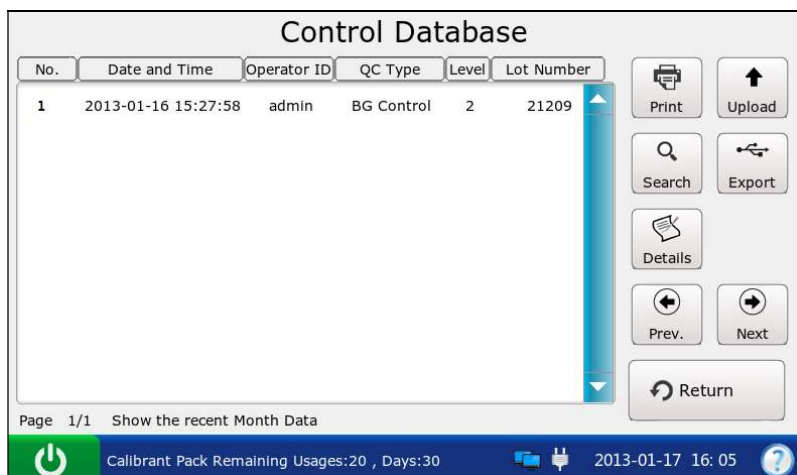 Control Database
No. Date and Time Operator ID QC Type Level Lot Number
1 2013-01-16 15:27:58 admin BG Control 2 21209
Print Upload
Search Export
Details
Prev. Next
Return
Page 1/1 Show the recent Month Data
Calibrant Pack Remaining Usages:20 , Days:30 2013-01-17 16: 05 ?